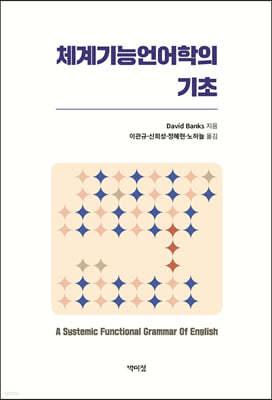 체계기능언어학의
기초
David Banks 지음
이관규·신희성·정혜현·노하늘 옮김
A Systemic Functional Grammar Of English
박이정